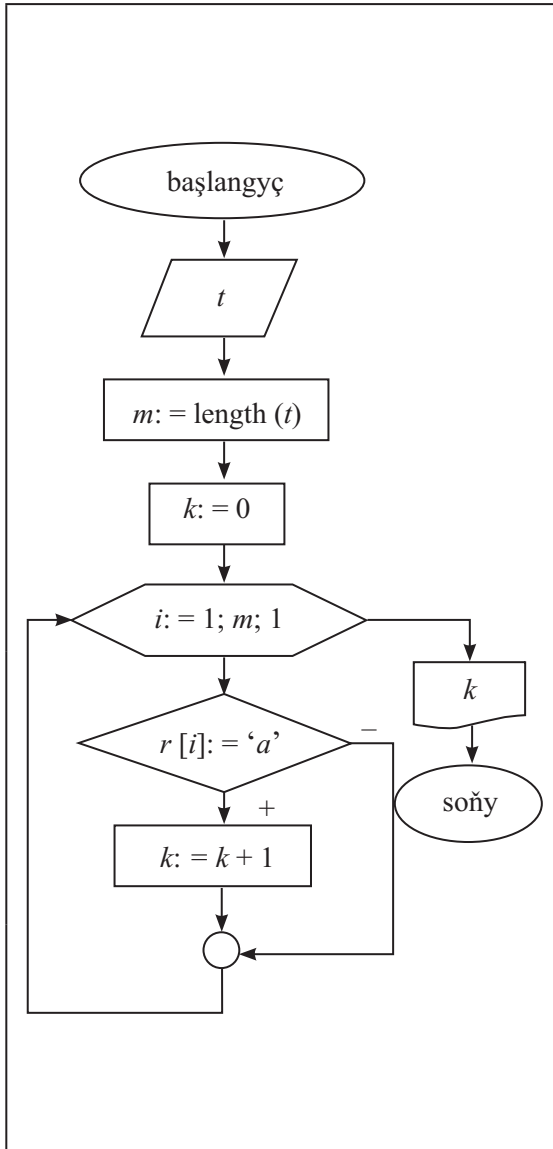 başlangyç
t
m: = length (t)
k: = 0
i: = 1; m; 1
k
r [i]: = ‘a’
–
soňy
+
k: = k + 1